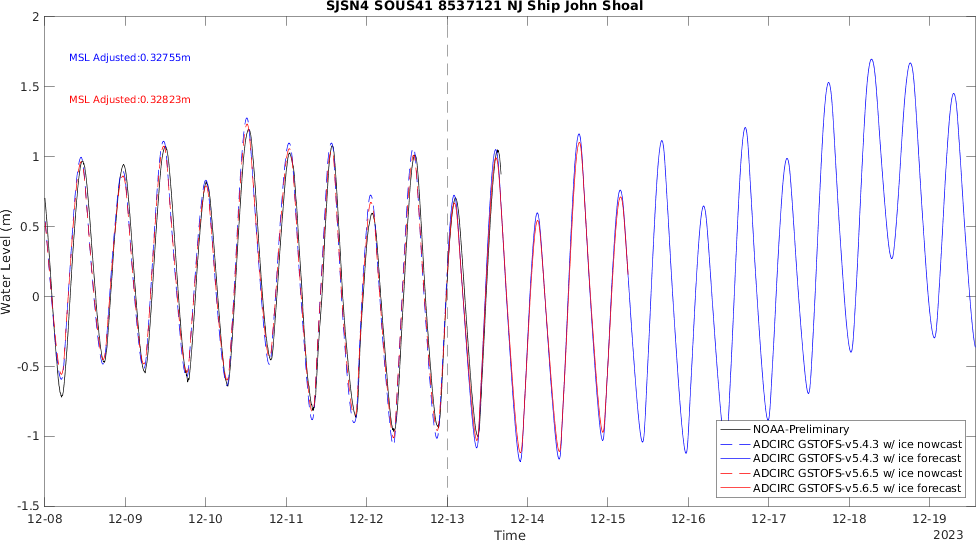 SJSN4 SOUS41 8537121 NJ Ship John Shoal
2
1.5
1
0.5
0
-0.5
-1
-1.5
Water Level (m)
MSL Adjusted:0.32755m
MSL Adjusted:0.32823m
NOAA-Preliminary
ADCIRC GSTOFS-v5.4.3 w/ ice nowcast
ADCIRC GSTOFS-v5.4.3 w/ ice forecast
ADCIRC GSTOFS-v5.6.5 w/ ice nowcast
ADCIRC GSTOFS-v5.6.5 w/ ice forecast
12-08 12-09 12-10 12-11 12-12 12-13 12-14 12-15 12-16 12-17 12-18 12-19
Time
2023